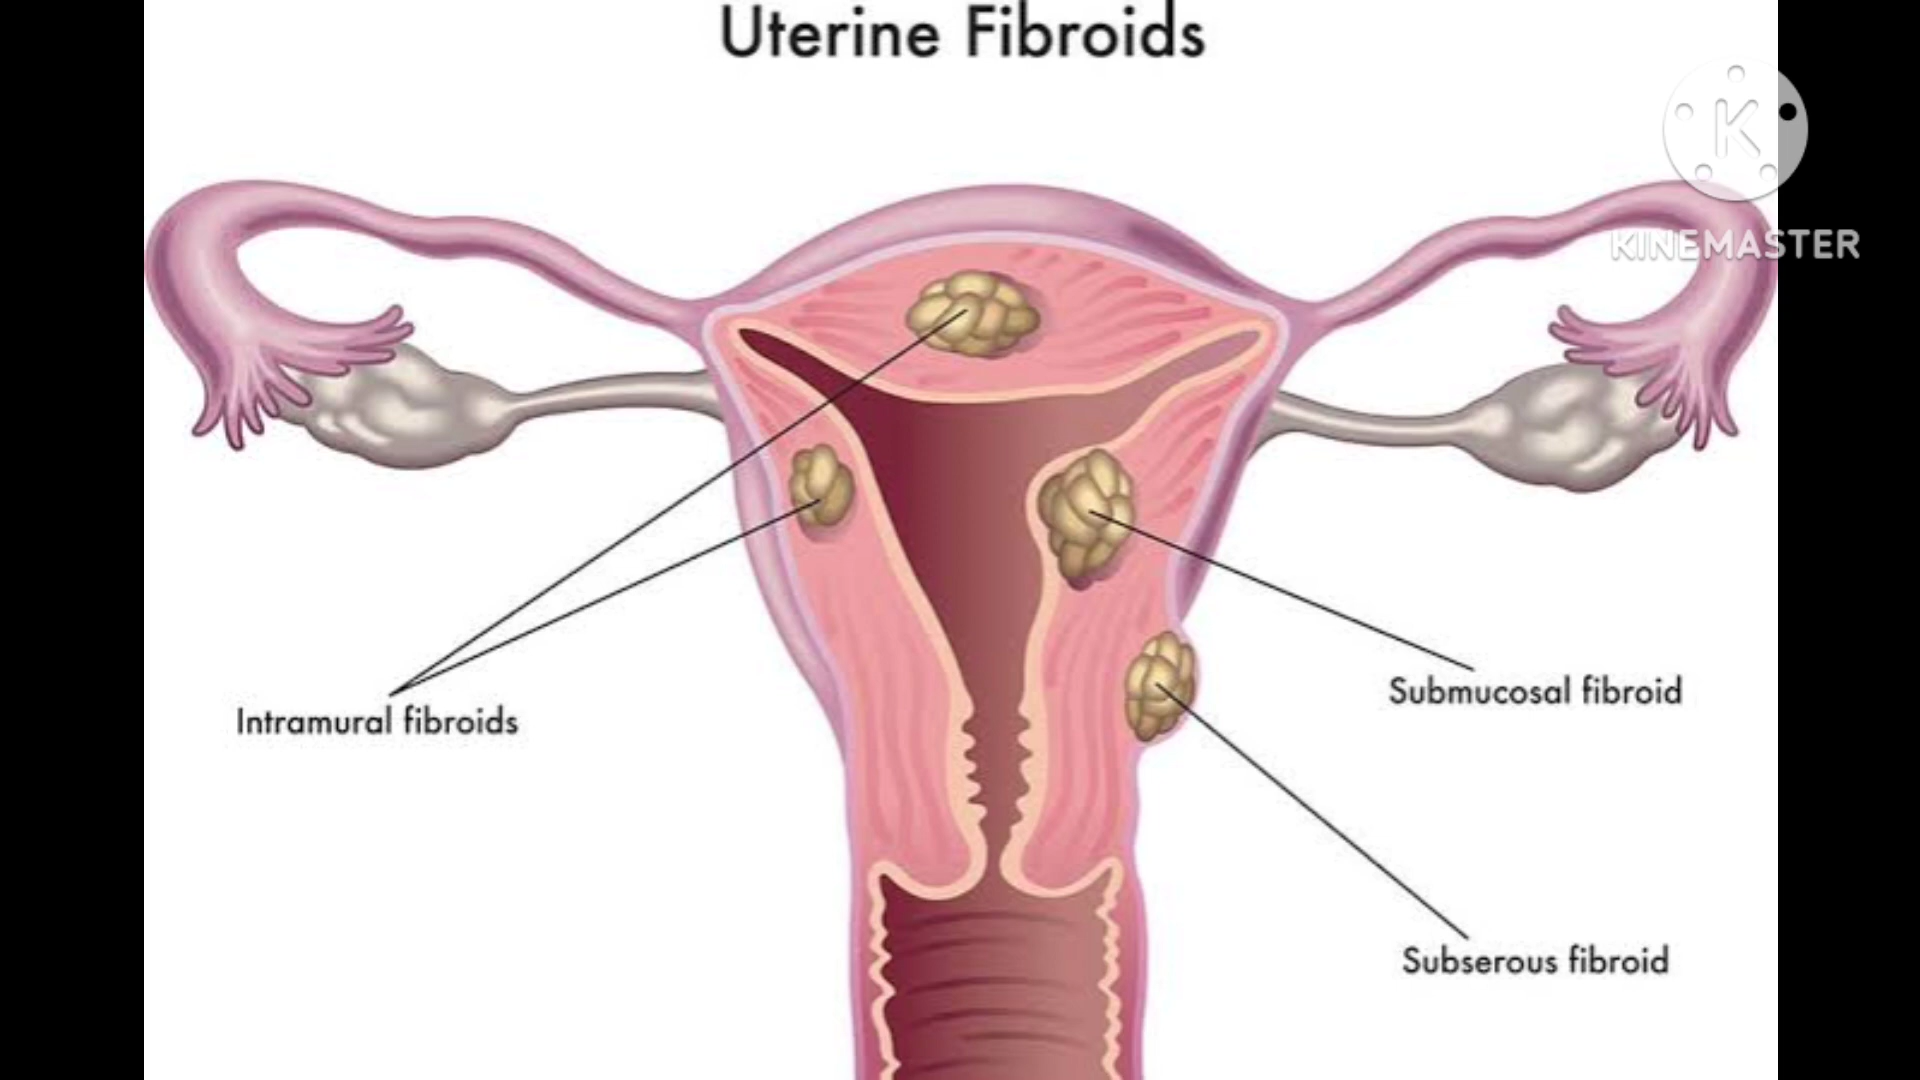 Uterine Fibroids
K
KINEMASTER
Intramural fibroids
Submucosal fibroid
Subserous fibroid